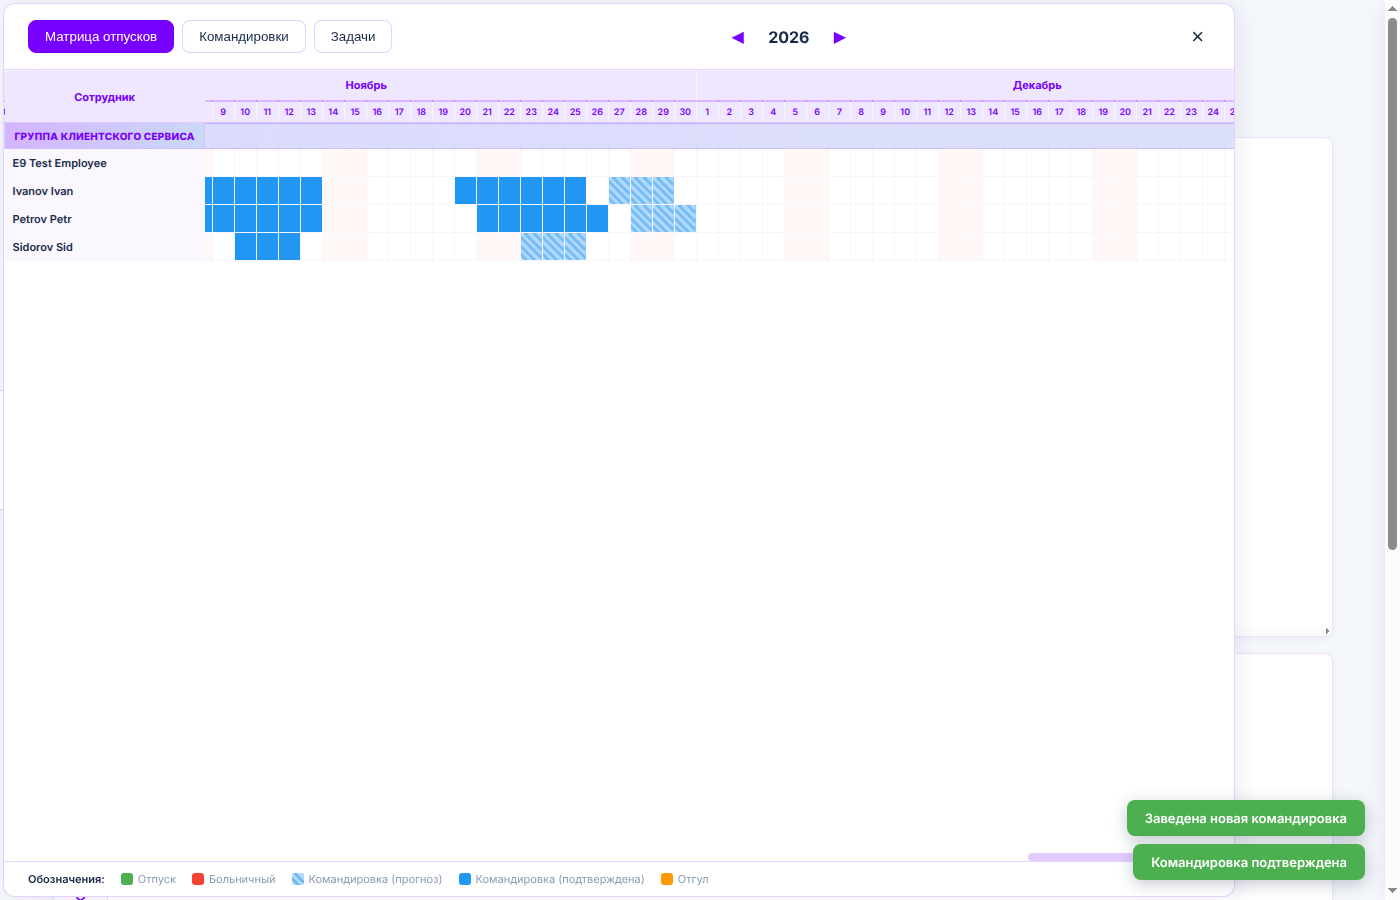 Матрица отпусков Командировки Задачи ◀ 2026 ▶ ×
Сотрудник Ноябрь Декабрь
9 10 11 12 13 14 15 16 17 18 19 20 21 22 23 24 25 26 27 28 29 30 1 2 3 4 5 6 7 8 9 10 11 12 13 14 15 16 17 18 19 20 21 22 23 24
ГРУППА КЛИЕНТСКОГО СЕРВИСА
E9 Test Employee
Ivanov Ivan
Petrov Petr
Sidorov Sid
Заведена новая командировка
Командировка подтверждена
Обозначения: Отпуск Больничный Командировка (прогноз) Командировка (подтверждена) Отгул